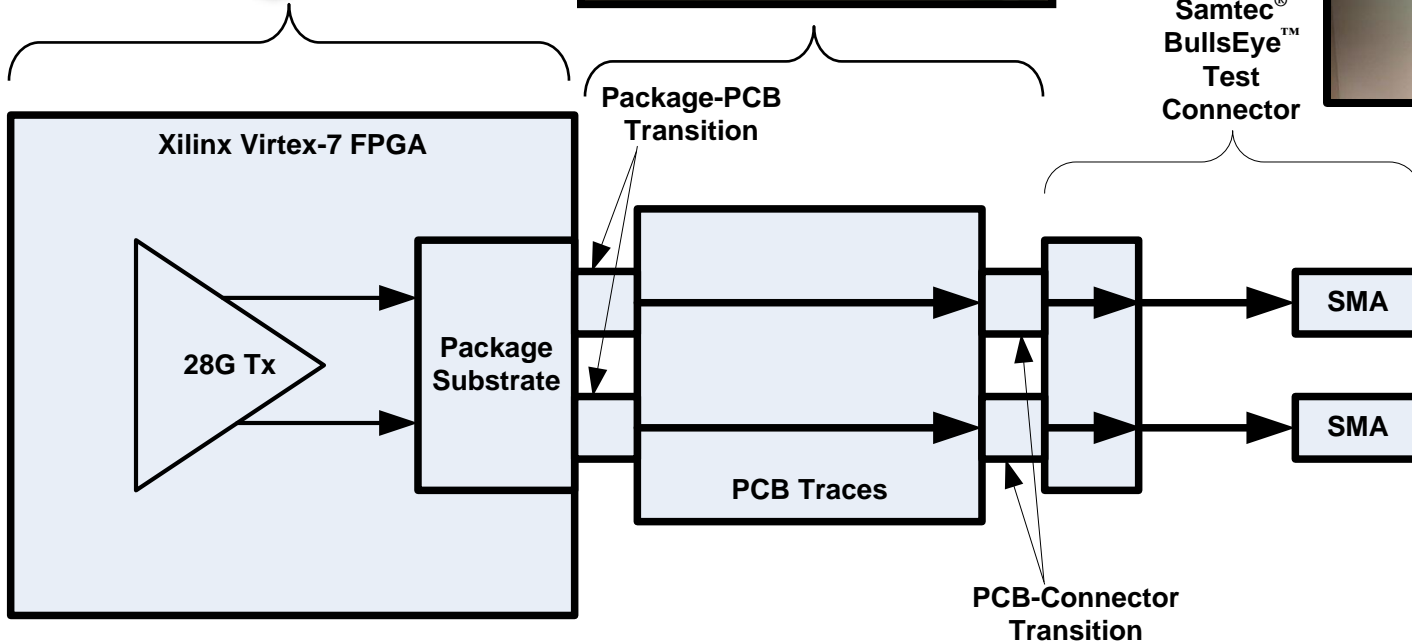 Samtec®
BullsEye™
Test
Connector
Package-PCB
Transition
Xilinx Virtex-7 FPGA
28G Tx
Package
Substrate
PCB Traces
SMA
SMA
PCB-Connector
Transition